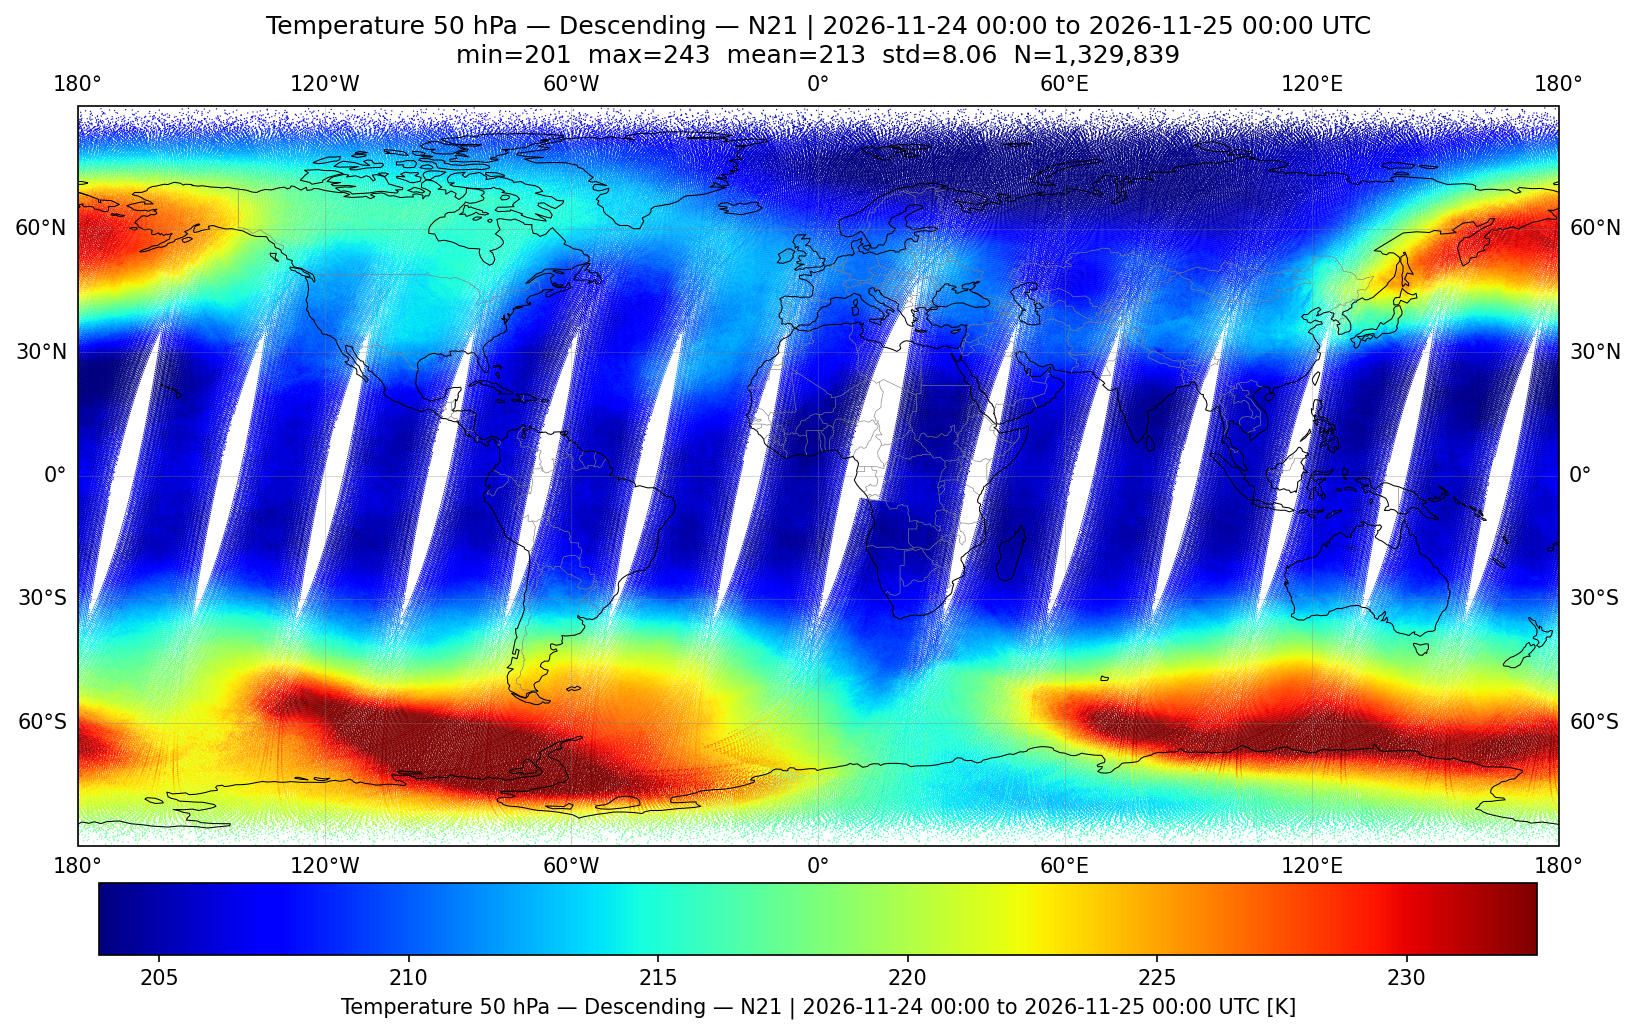 Temperature 50 hPa — Descending — N21 | 2026-11-24 00:00 to 2026-11-25 00:00 UTC
min=201  max=243  mean=213  std=8.06  N=1,329,839
180° 120°W 60°W 0° 60°E 120°E 180°
60°N 60°N
30°N 30°N
0° 0°
30°S 30°S
60°S 60°S
180° 120°W 60°W 0° 60°E 120°E 180°
205 210 215 220 225 230
Temperature 50 hPa — Descending — N21 | 2026-11-24 00:00 to 2026-11-25 00:00 UTC [K]